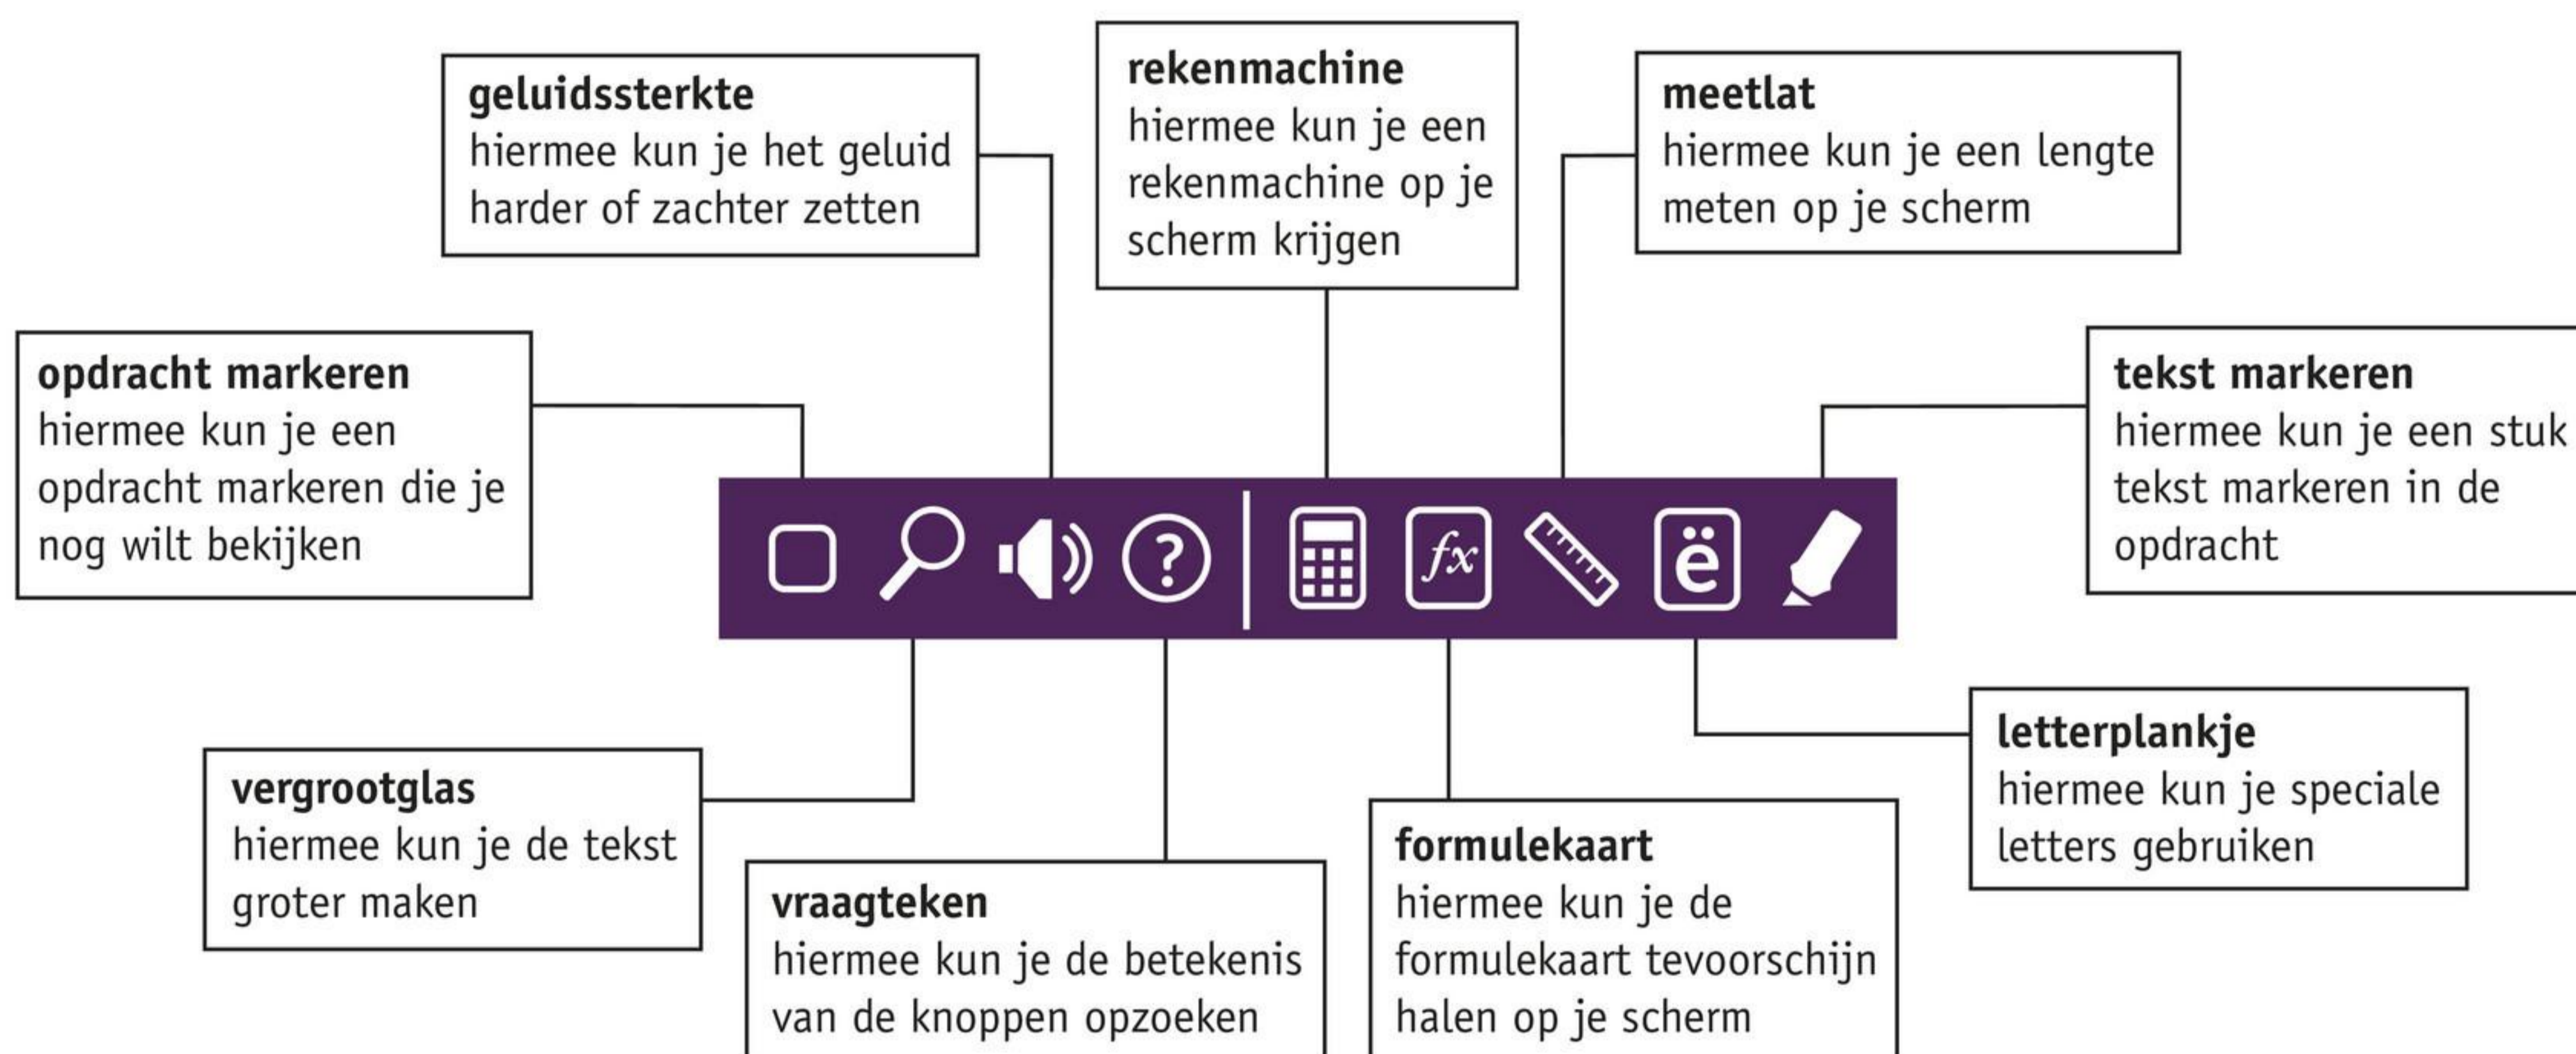 geluidssterkte
hiermee kun je het geluid
harder of zachter zetten
rekenmachine
hiermee kun je een
rekenmachine op je
scherm krijgen
meetlat
hiermee kun je een lengte
meten op je scherm
opdracht markeren
hiermee kun je een
opdracht markeren die je
nog wilt bekijken
tekst markeren
hiermee kun je een stuk
tekst markeren in de
opdracht
? fx ë
vergrootglas
hiermee kun je de tekst
groter maken
vraagteken
hiermee kun je de betekenis
van de knoppen opzoeken
formulekaart
hiermee kun je de
formulekaart tevoorschijn
halen op je scherm
letterplankje
hiermee kun je speciale
letters gebruiken